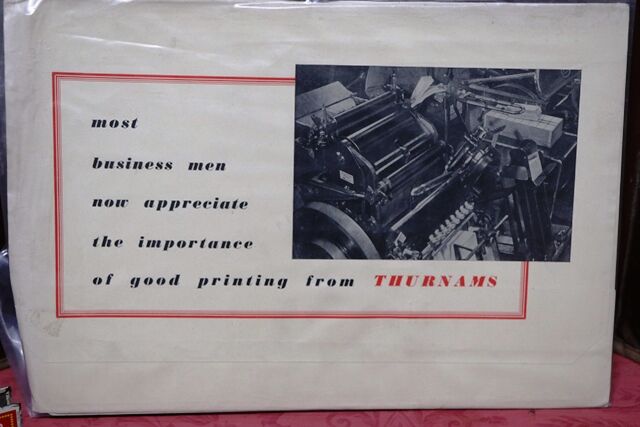 most
business men
now appreciate
the importance
of good printing from THURNAMS